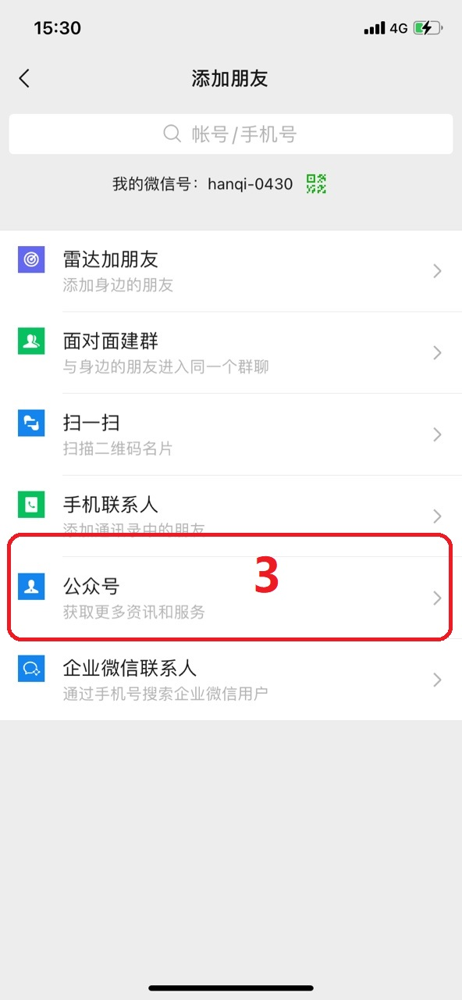 15:30
4G
添加朋友
帐号/手机号
我的微信号：hanqi-0430
雷达加朋友
添加身边的朋友
面对面建群
与身边的朋友进入同一个群聊
扫一扫
扫描二维码名片
手机联系人
添加通讯录中的朋友
3
公众号
获取更多资讯和服务
企业微信联系人
通过手机号搜索企业微信用户